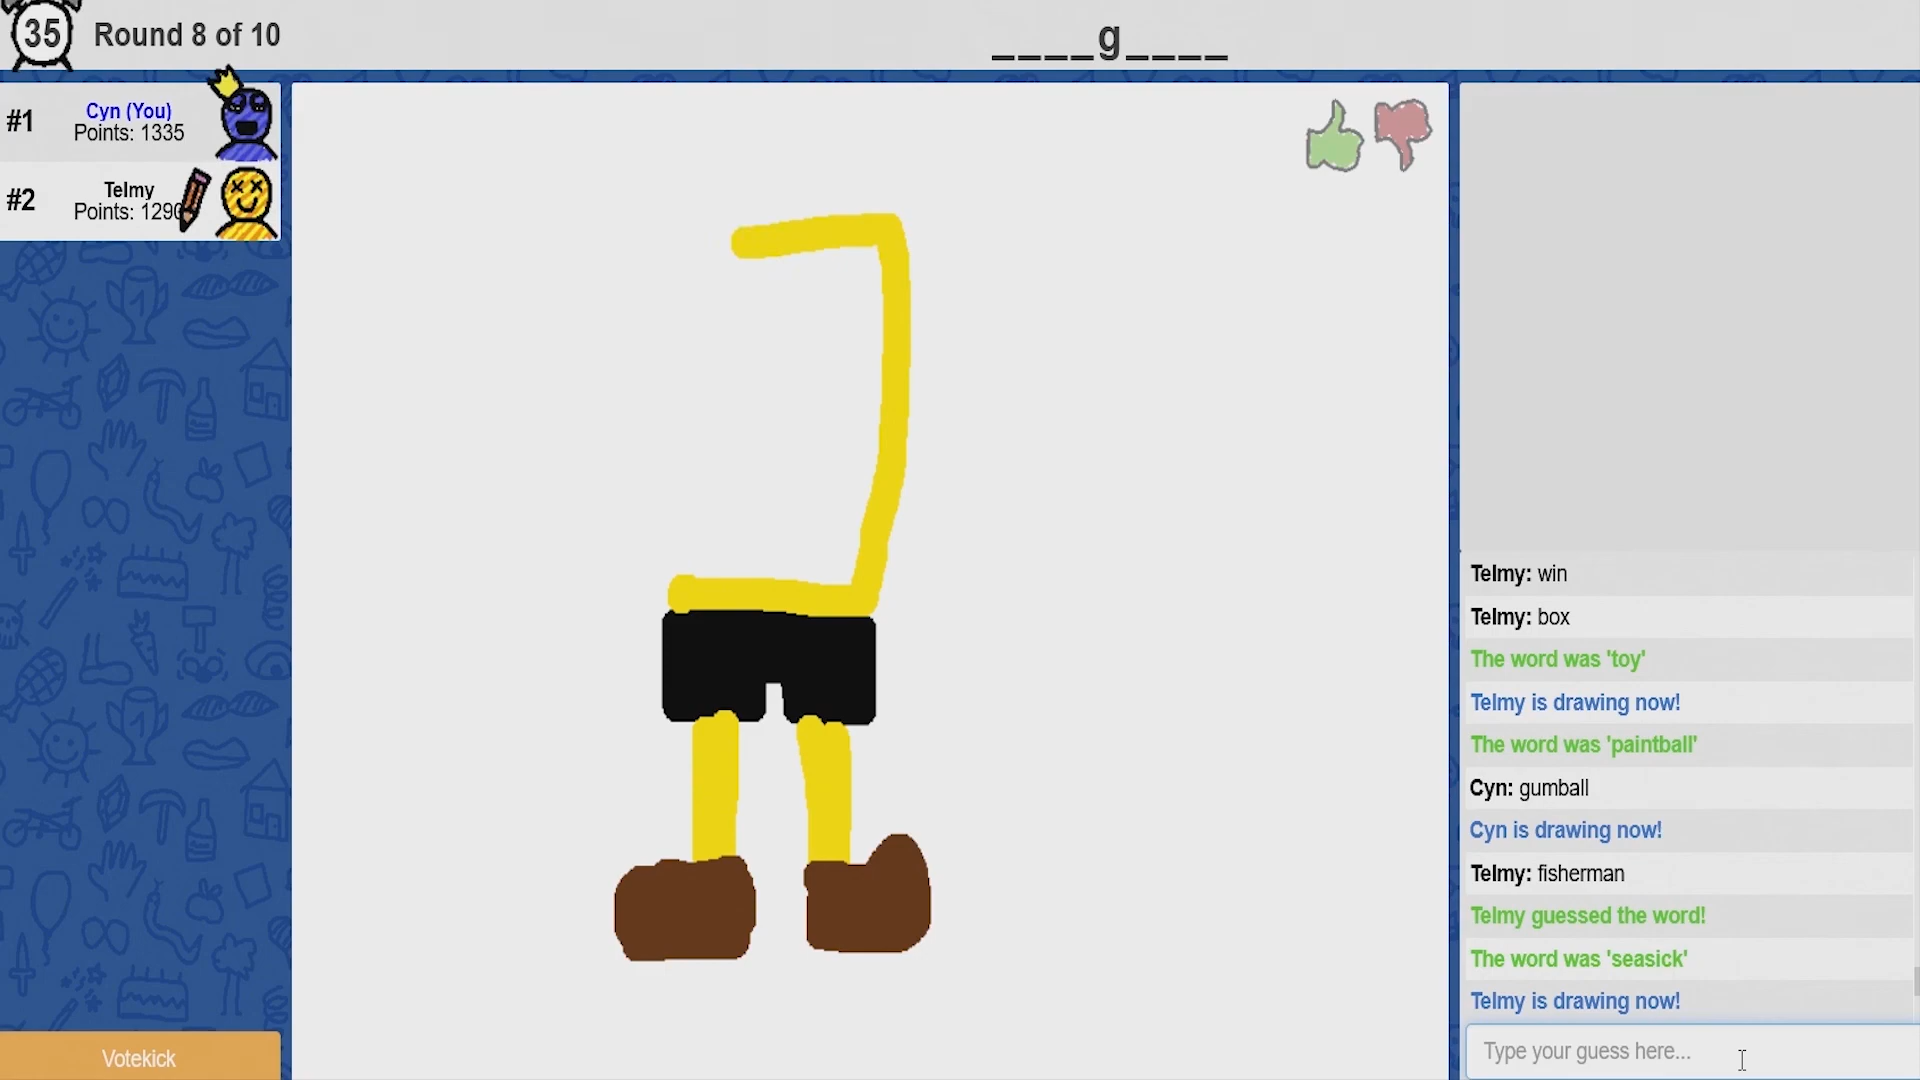 35
Round 8 of 10
____g____
#1
Cyn (You)
Points: 1335
#2
Telmy
Points: 1290
Telmy: win
Telmy: box
The word was 'toy'
Telmy is drawing now!
The word was 'paintball'
Cyn: gumball
Cyn is drawing now!
Telmy: fisherman
Telmy guessed the word!
The word was 'seasick'
Telmy is drawing now!
Type your guess here...
Votekick